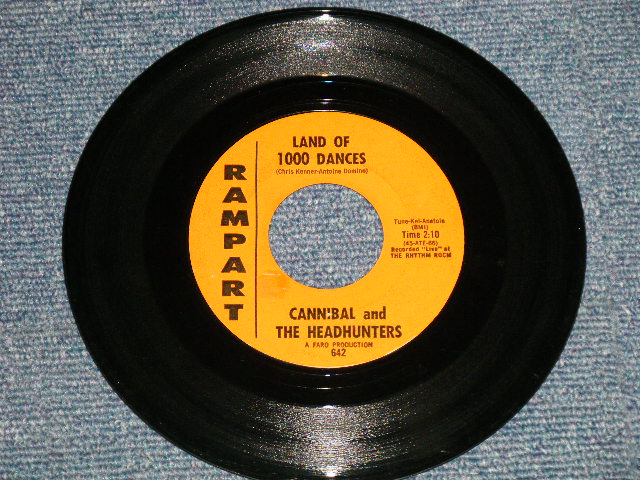 LAND OF
1000 DANCES
(Chris Kenner-Antoine Domino)
RAMPART
Tune-Kel-Anatole
(BMI)
Time 2:10
(45-ATF-66)
Recorded "Live" at
THE RHYTHM ROOM
CANNIBAL and
THE HEADHUNTERS
A FARO PRODUCTION
642